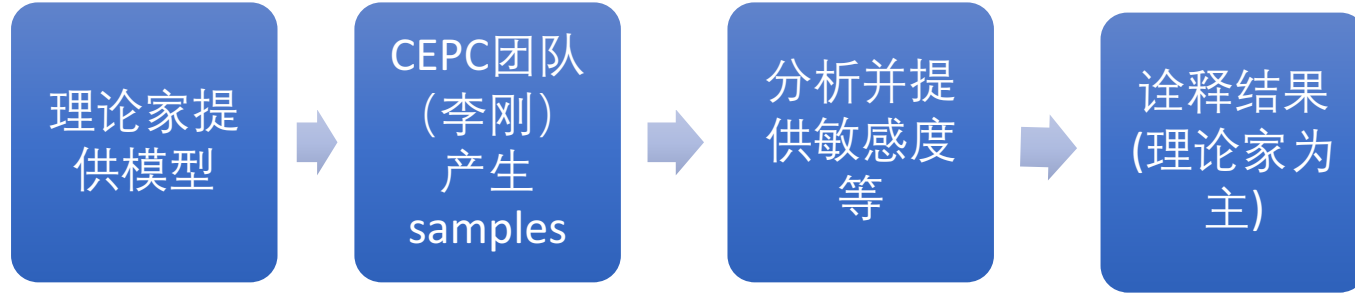 理论家提
供模型
CEPC团队
（李刚）
产生
samples
分析并提
供敏感度
等
诠释结果
(理论家为
主)